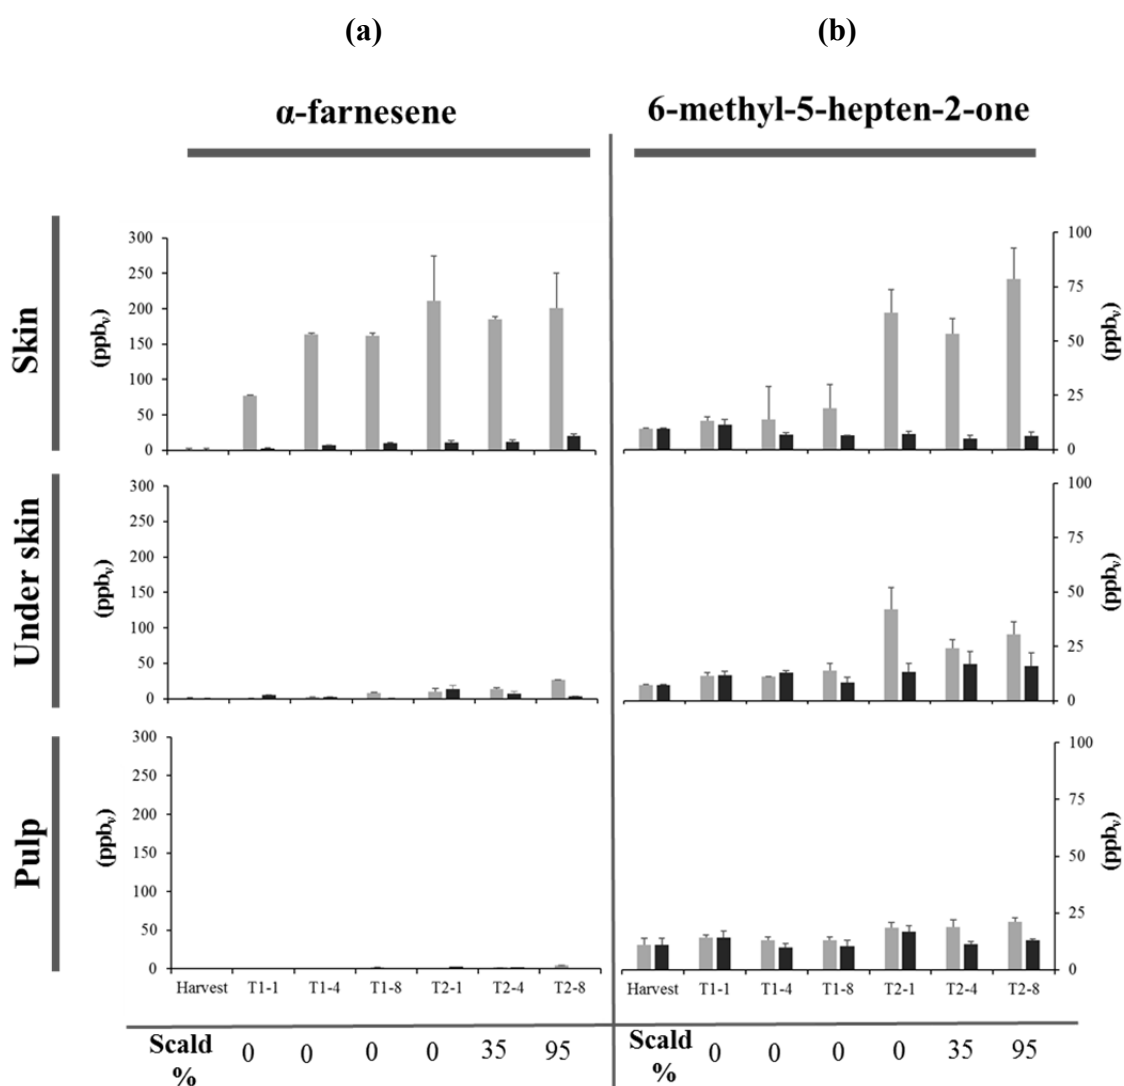 (a)
(b)
α-farnesene
6-methyl-5-hepten-2-one
Skin
(ppbv)
300
250
200
150
100
50
0
100
75
50
25
0
(ppbv)
Under skin
(ppbv)
300
250
200
150
100
50
0
100
75
50
25
0
(ppbv)
Pulp
(ppbv)
300
250
200
150
100
50
0
100
75
50
25
0
(ppbv)
Harvest T1-1 T1-4 T1-8 T2-1 T2-4 T2-8
Harvest T1-1 T1-4 T1-8 T2-1 T2-4 T2-8
Scald % 0 0 0 0 35 95
Scald % 0 0 0 0 35 95